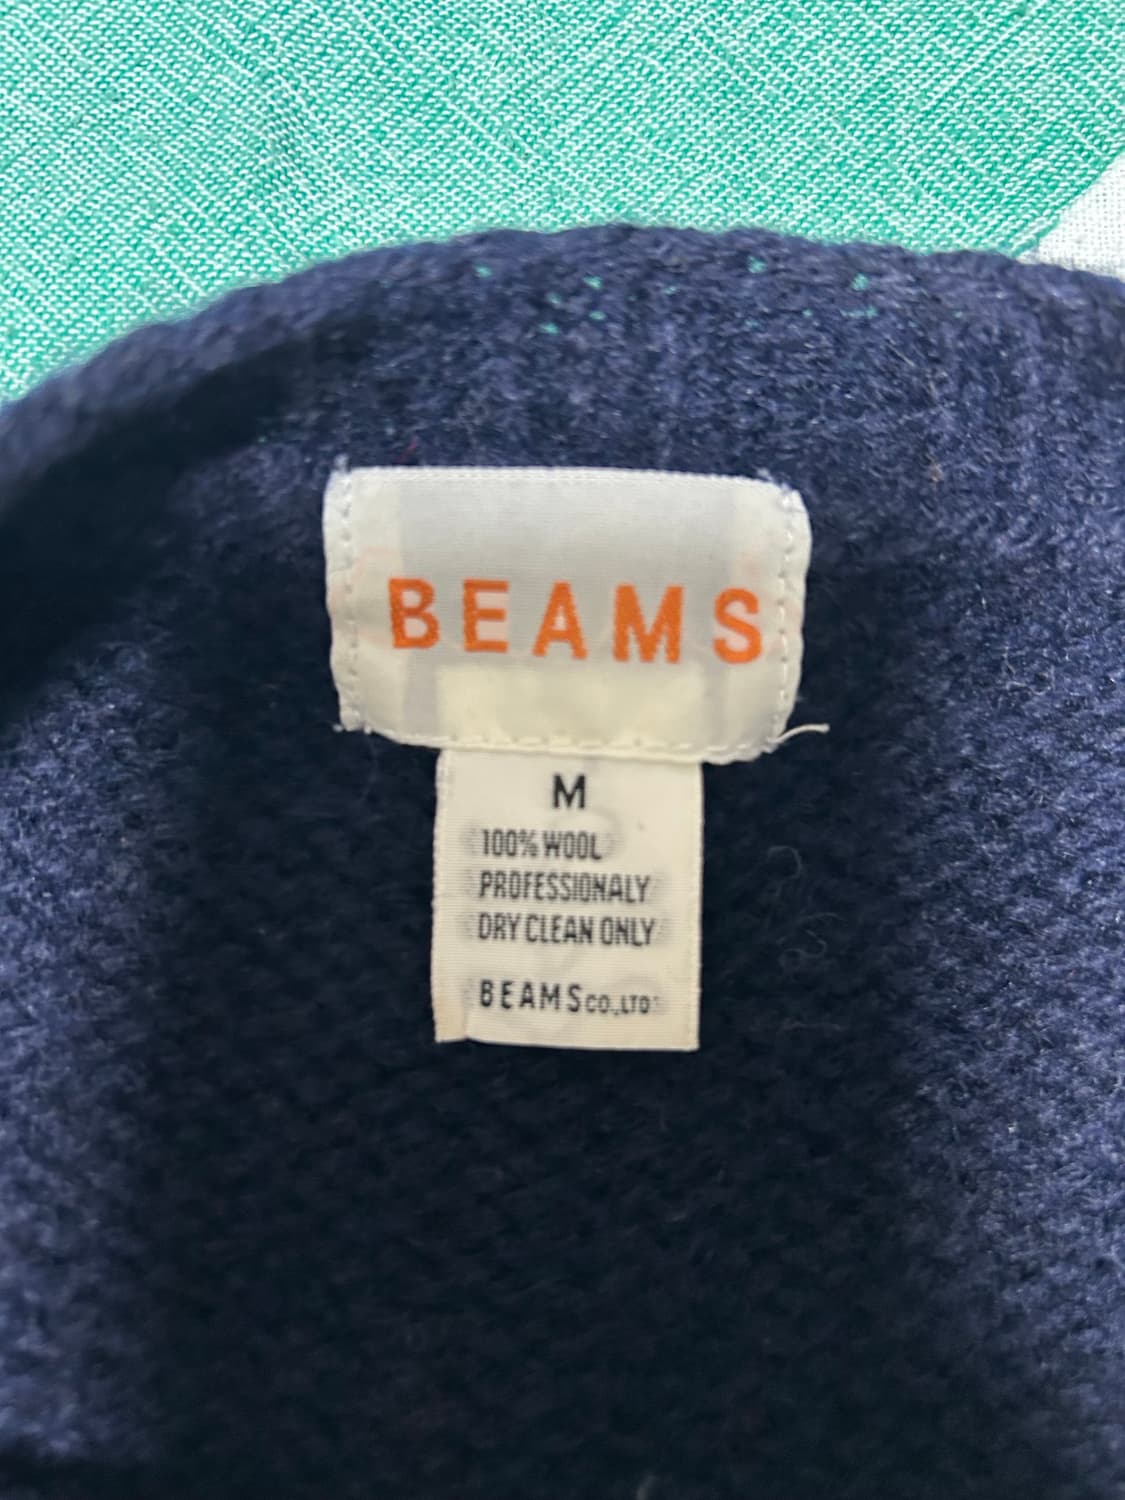 BEAMS
M
100% WOOL
PROFESSIONALY
DRY CLEAN ONLY
BEAMS CO.,LTD